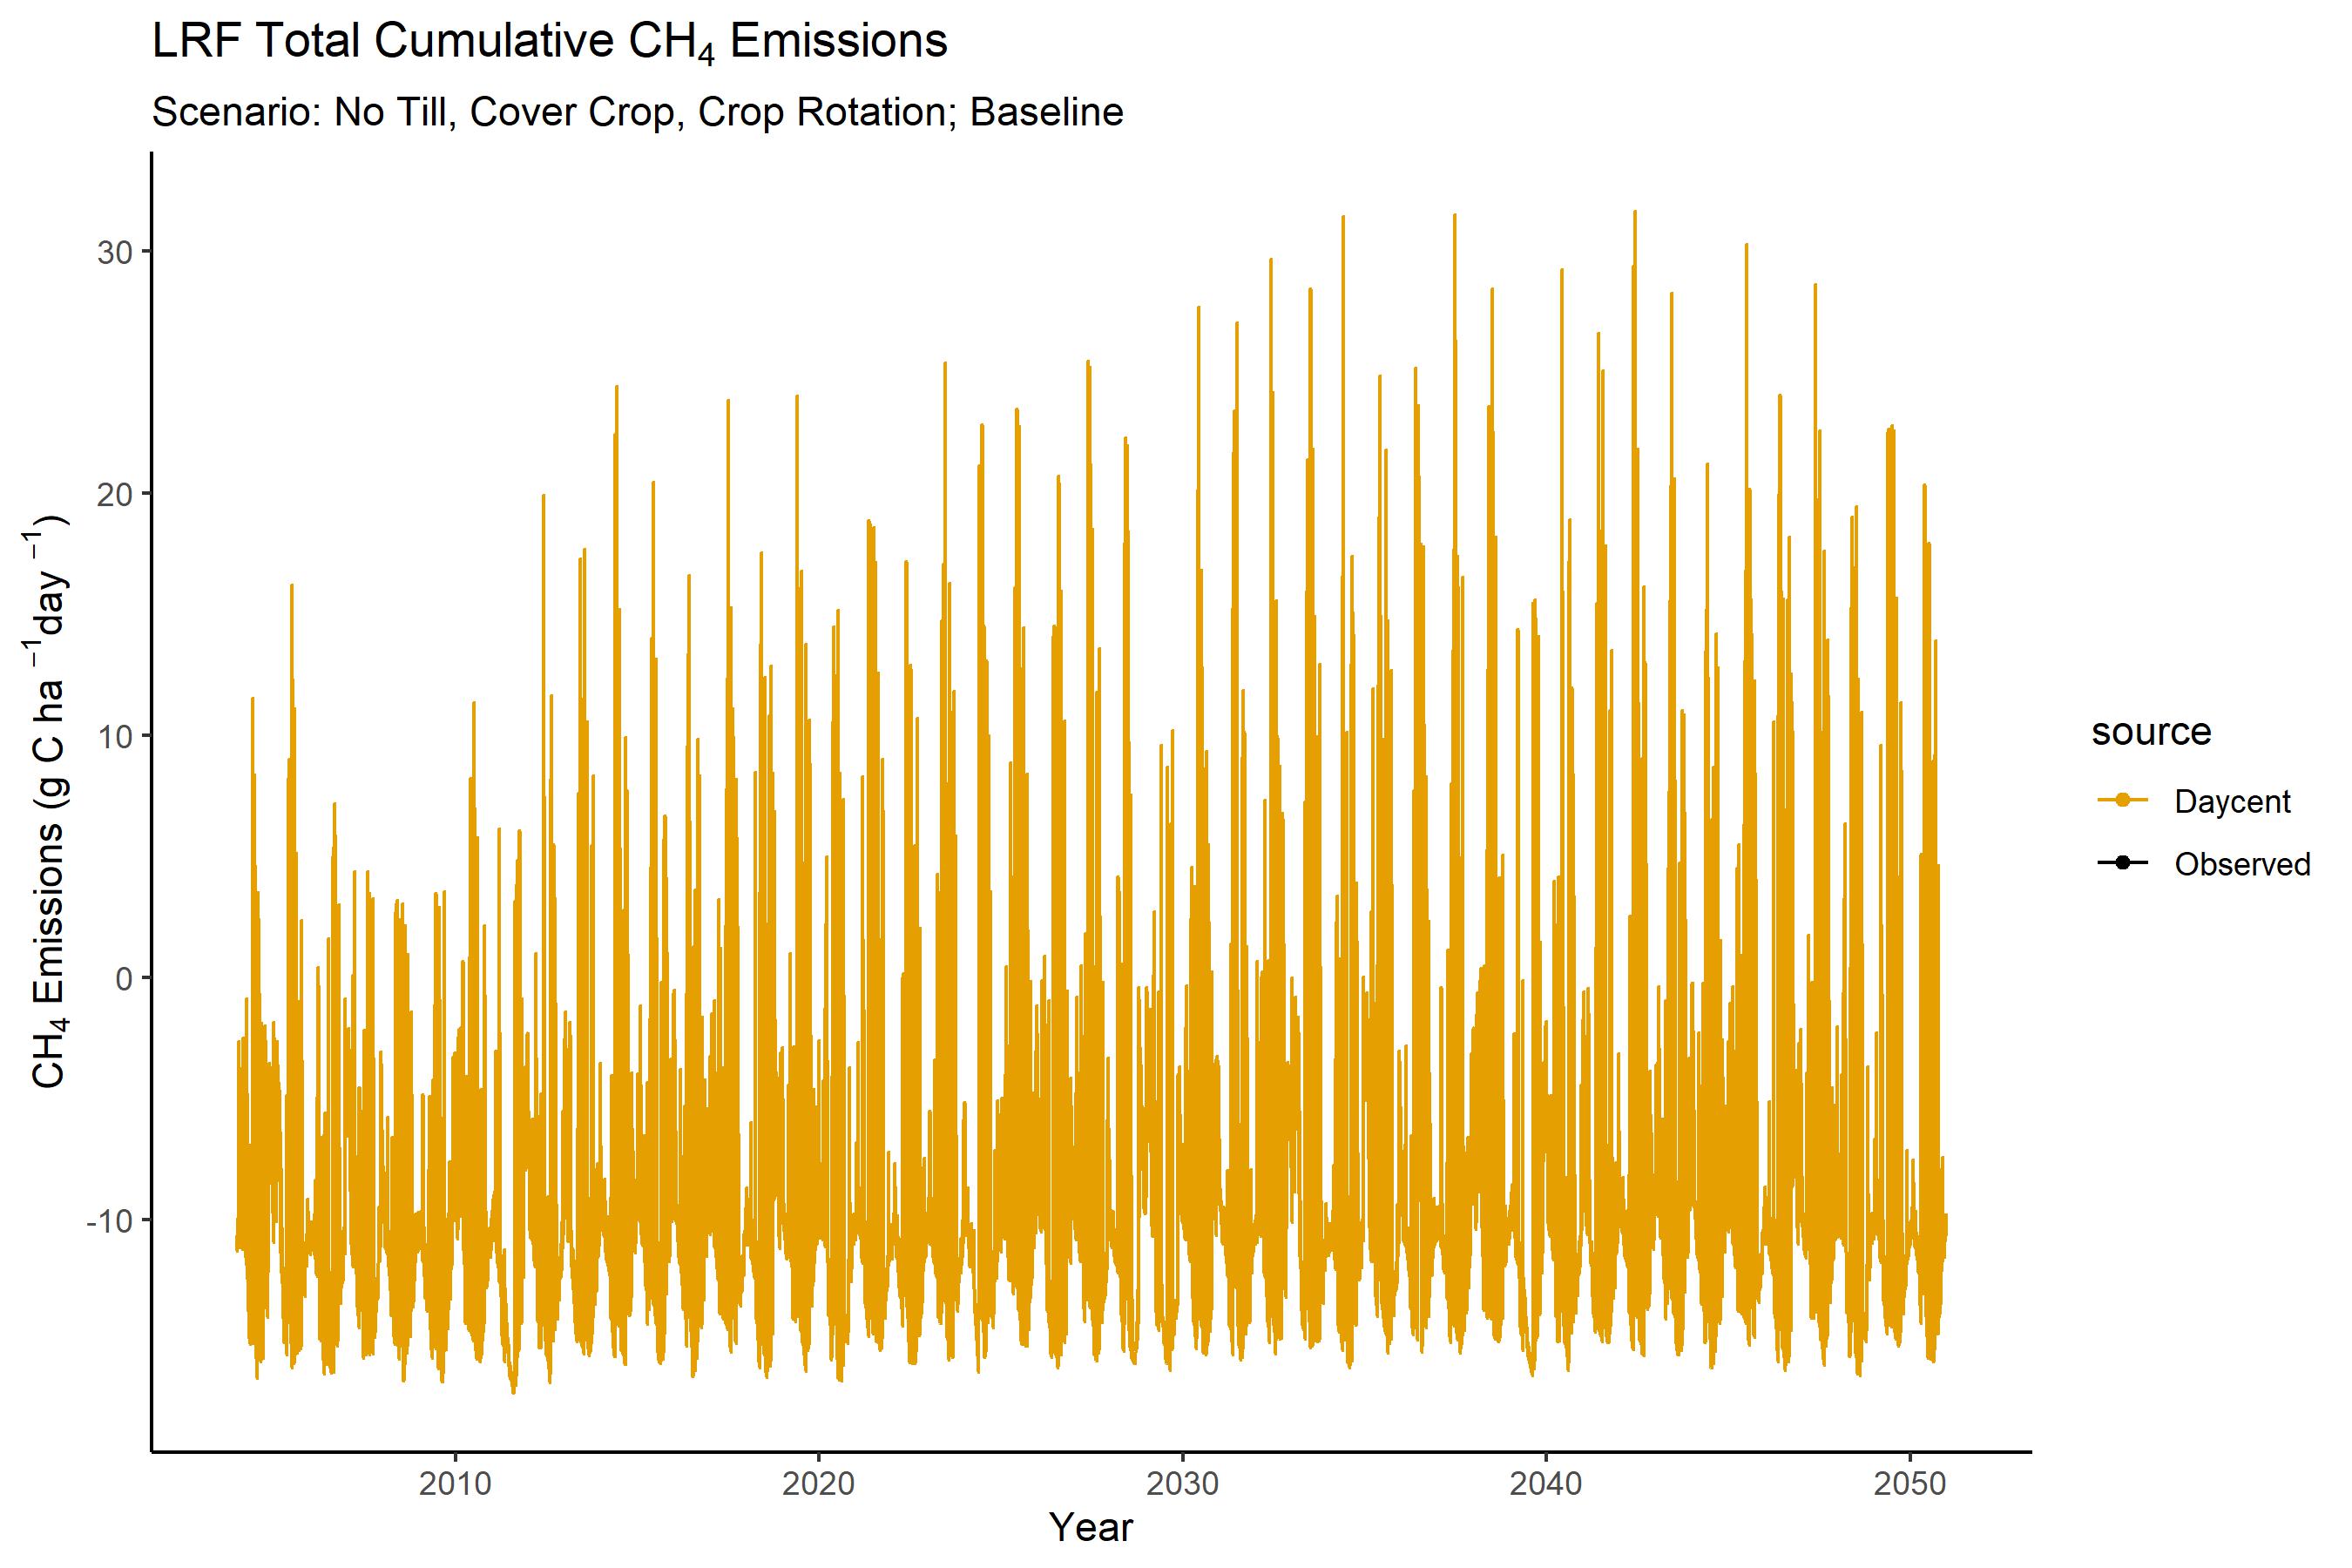 LRF Total Cumulative CH₄ Emissions
Scenario: No Till, Cover Crop, Crop Rotation; Baseline
CH₄ Emissions (g C ha ⁻¹day ⁻¹)
30
20
10
0
-10
2010
2020
2030
2040
2050
Year
source
Daycent
Observed